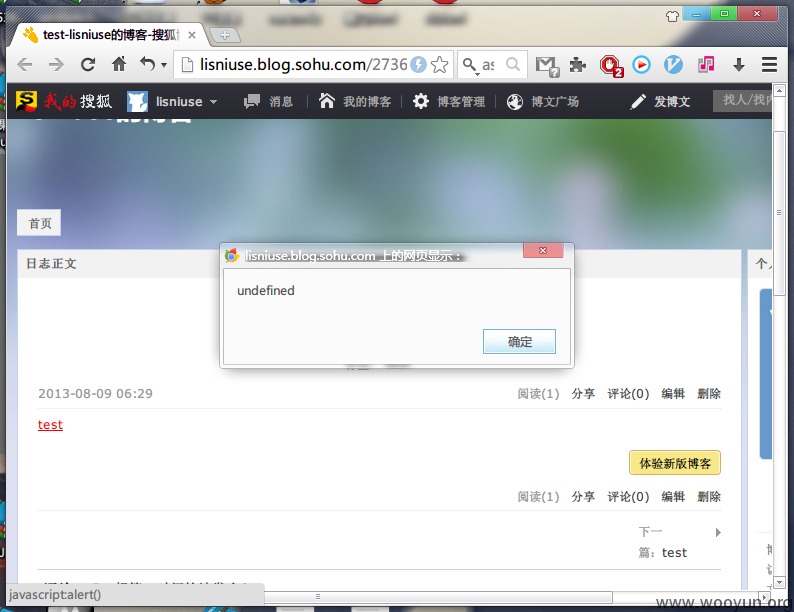 test-lisniuse的博客-搜狐
lisniuse.blog.sohu.com/2736
as
2
我的搜狐
lisniuse
消息
我的博客
博客管理
博文广场
发博文
找人/找内
首页
日志正文
个人
lisniuse.blog.sohu.com 上的网页显示：
undefined
确定
2013-08-09 06:29
阅读(1) 分享 评论(0) 编辑 删除
test
体验新版博客
阅读(1) 分享 评论(0) 编辑 删除
下一
篇: test
javascript:alert()
www.wooyun.org